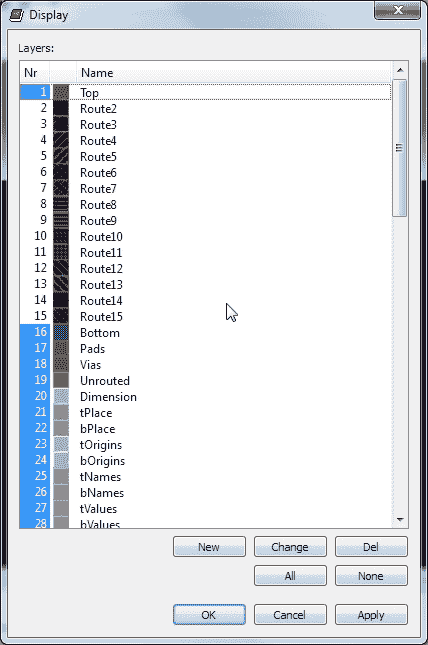 Display
Layers:
Nr Name
1 Top
2 Route2
3 Route3
4 Route4
5 Route5
6 Route6
7 Route7
8 Route8
9 Route9
10 Route10
11 Route11
12 Route12
13 Route13
14 Route14
15 Route15
16 Bottom
17 Pads
18 Vias
19 Unrouted
20 Dimension
21 tPlace
22 bPlace
23 tOrigins
24 bOrigins
25 tNames
26 bNames
27 tValues
28 bValues
New Change Del
All None
OK Cancel Apply